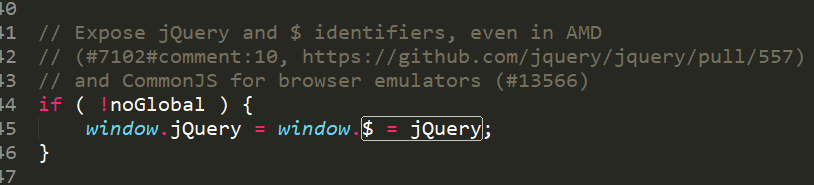 40
41 // Expose jQuery and $ identifiers, even in AMD
42 // (#7102#comment:10, https://github.com/jquery/jquery/pull/557)
43 // and CommonJS for browser emulators (#13566)
44 if ( !noGlobal ) {
45 window.jQuery = window.$ = jQuery;
46 }
47